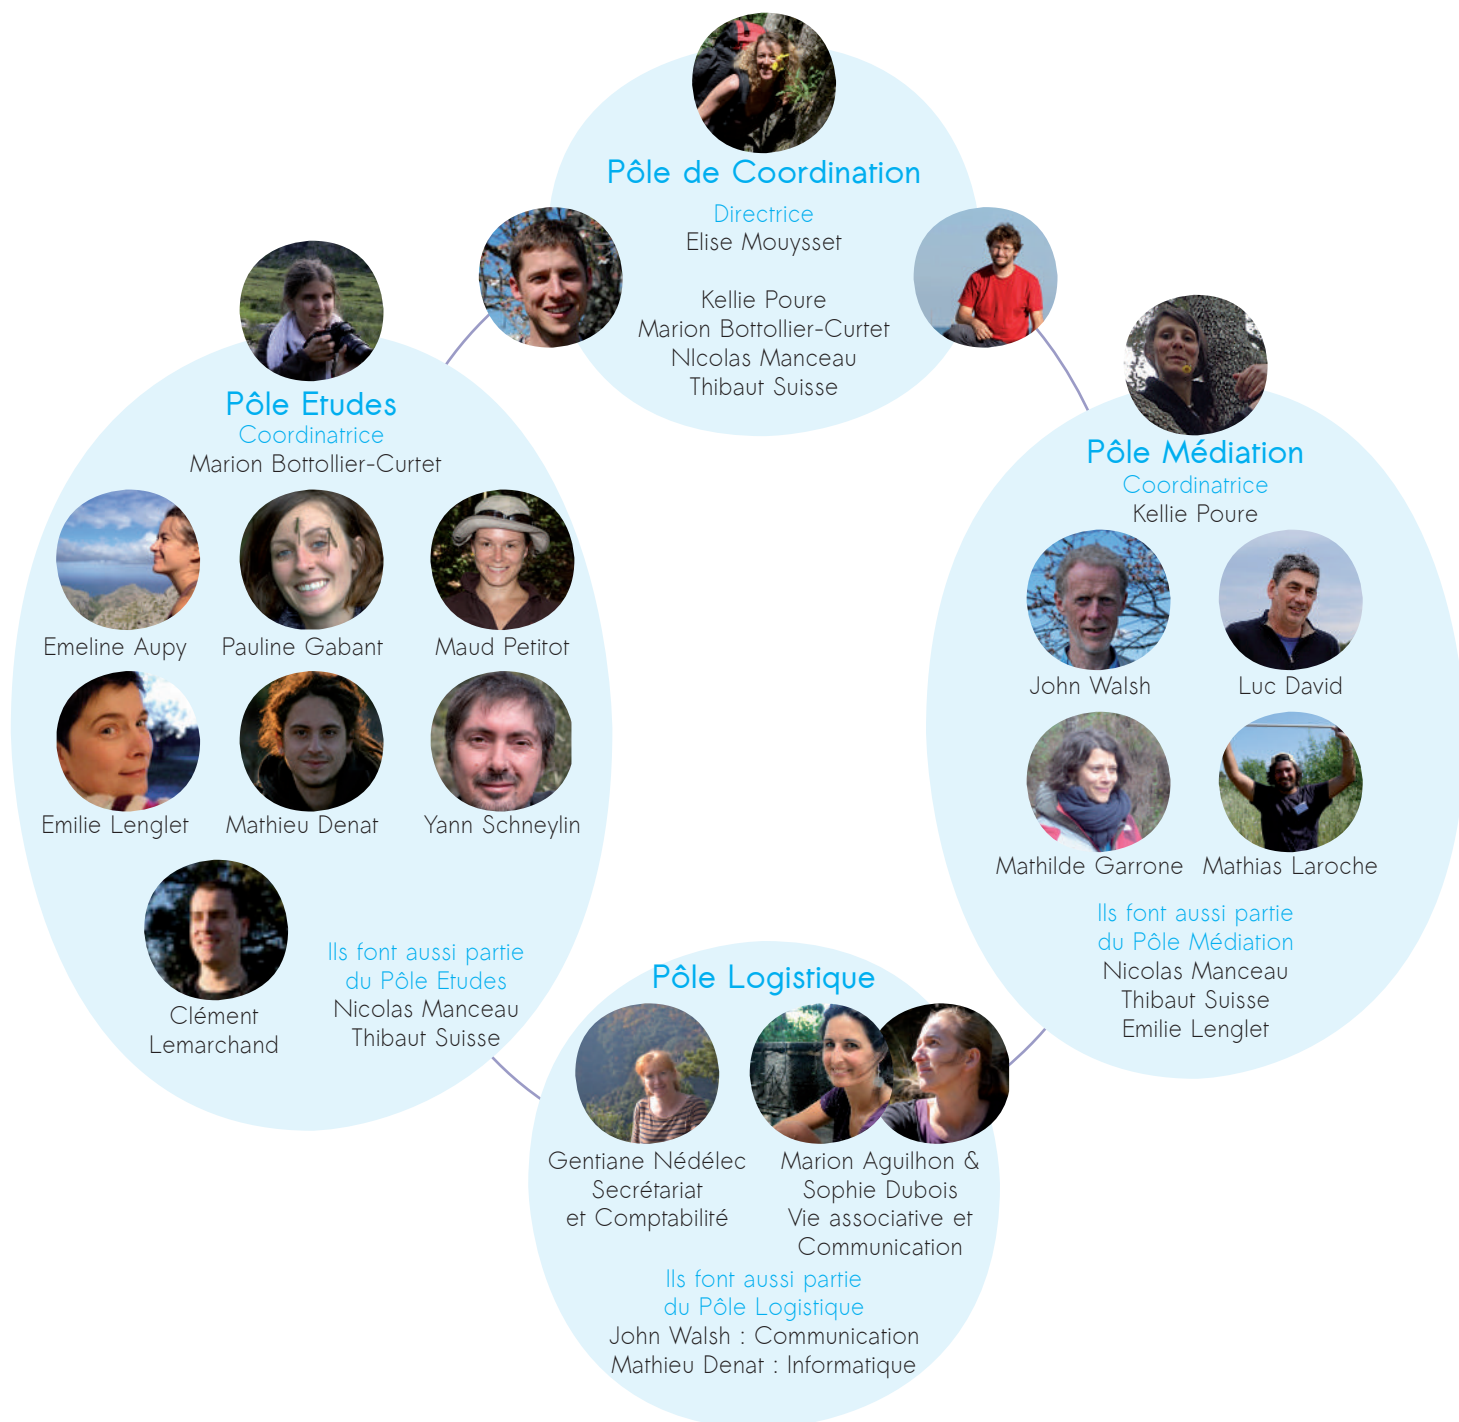 Pôle de Coordination
Directrice
Elise Mouysset
Kellie Poure
Marion Bottollier-Curtet
NIcolas Manceau
Thibaut Suisse
Pôle Etudes
Coordinatrice
Marion Bottollier-Curtet
Emeline Aupy
Pauline Gabant
Maud Petitot
Emilie Lenglet
Mathieu Denat
Yann Schneylin
Clément
Lemarchand
Ils font aussi partie
du Pôle Etudes
Nicolas Manceau
Thibaut Suisse
Pôle Médiation
Coordinatrice
Kellie Poure
John Walsh
Luc David
Mathilde Garrone
Mathias Laroche
Ils font aussi partie
du Pôle Médiation
Nicolas Manceau
Thibaut Suisse
Emilie Lenglet
Pôle Logistique
Gentiane Nédélec
Secrétariat
et Comptabilité
Marion Aguilhon &
Sophie Dubois
Vie associative et
Communication
Ils font aussi partie
du Pôle Logistique
John Walsh : Communication
Mathieu Denat : Informatique